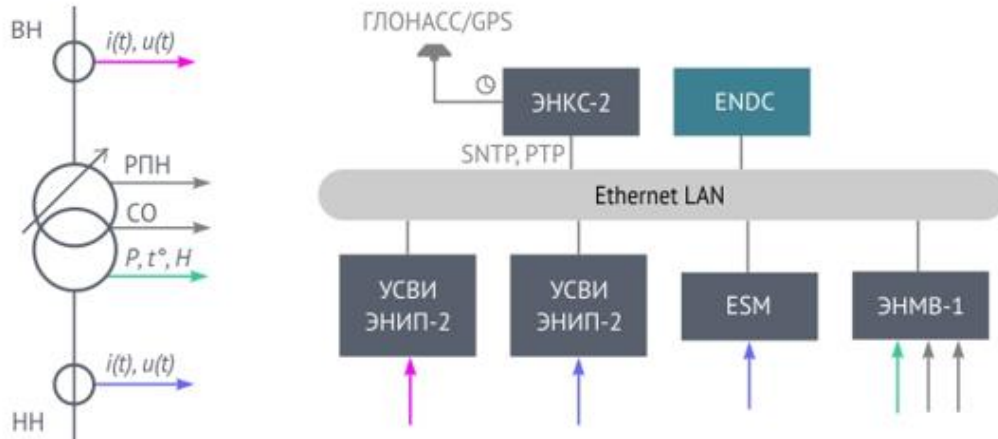 ВН
i(t), u(t)
РПН
СО
P, t°, H
i(t), u(t)
НН
ГЛОНАСС/GPS
ЭНКС-2
ENDC
SNTP, PTP
Ethernet LAN
УСВИ
ЭНИП-2
УСВИ
ЭНИП-2
ESM
ЭНМВ-1